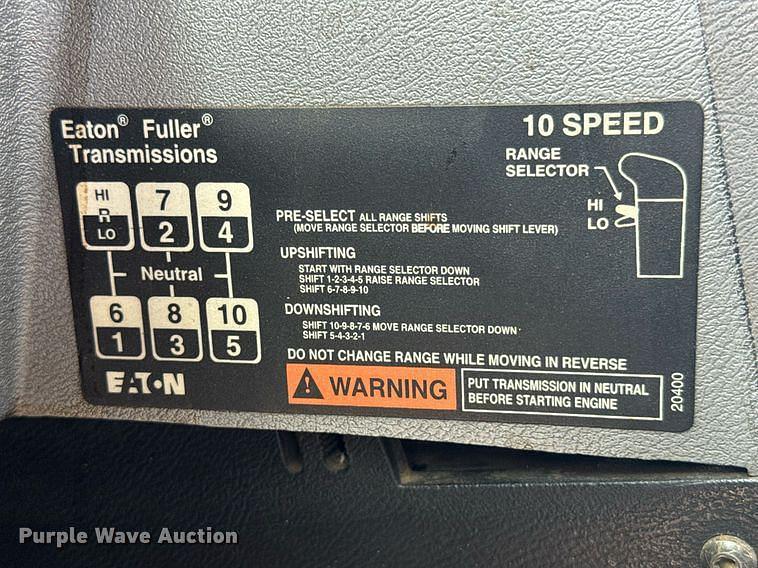 Eaton® Fuller®
Transmissions
10 SPEED
RANGE
SELECTOR
HI
LO
HI 7 9
R
LO 2 4
Neutral
6 8 10
1 3 5
EATON
PRE-SELECT ALL RANGE SHIFTS
(MOVE RANGE SELECTOR BEFORE MOVING SHIFT LEVER)
UPSHIFTING
START WITH RANGE SELECTOR DOWN
SHIFT 1-2-3-4-5 RAISE RANGE SELECTOR
SHIFT 6-7-8-9-10
DOWNSHIFTING
SHIFT 10-9-8-7-6 MOVE RANGE SELECTOR DOWN
SHIFT 5-4-3-2-1
DO NOT CHANGE RANGE WHILE MOVING IN REVERSE
WARNING
PUT TRANSMISSION IN NEUTRAL
BEFORE STARTING ENGINE
20400
Purple Wave Auction